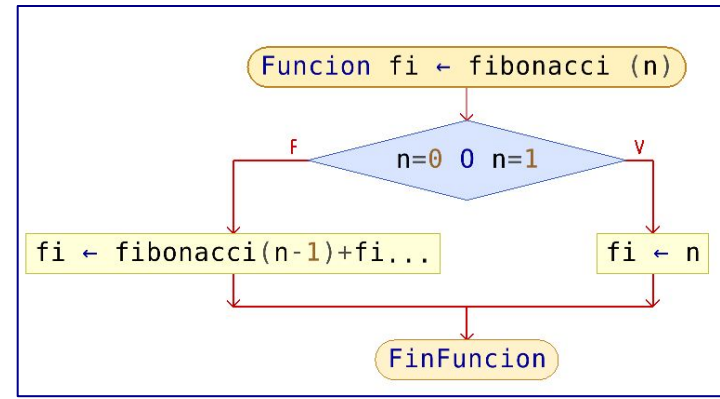 Funcion fi ← fibonacci (n)
F
V
n=0 O n=1
fi ← fibonacci(n-1)+fi...
fi ← n
FinFuncion